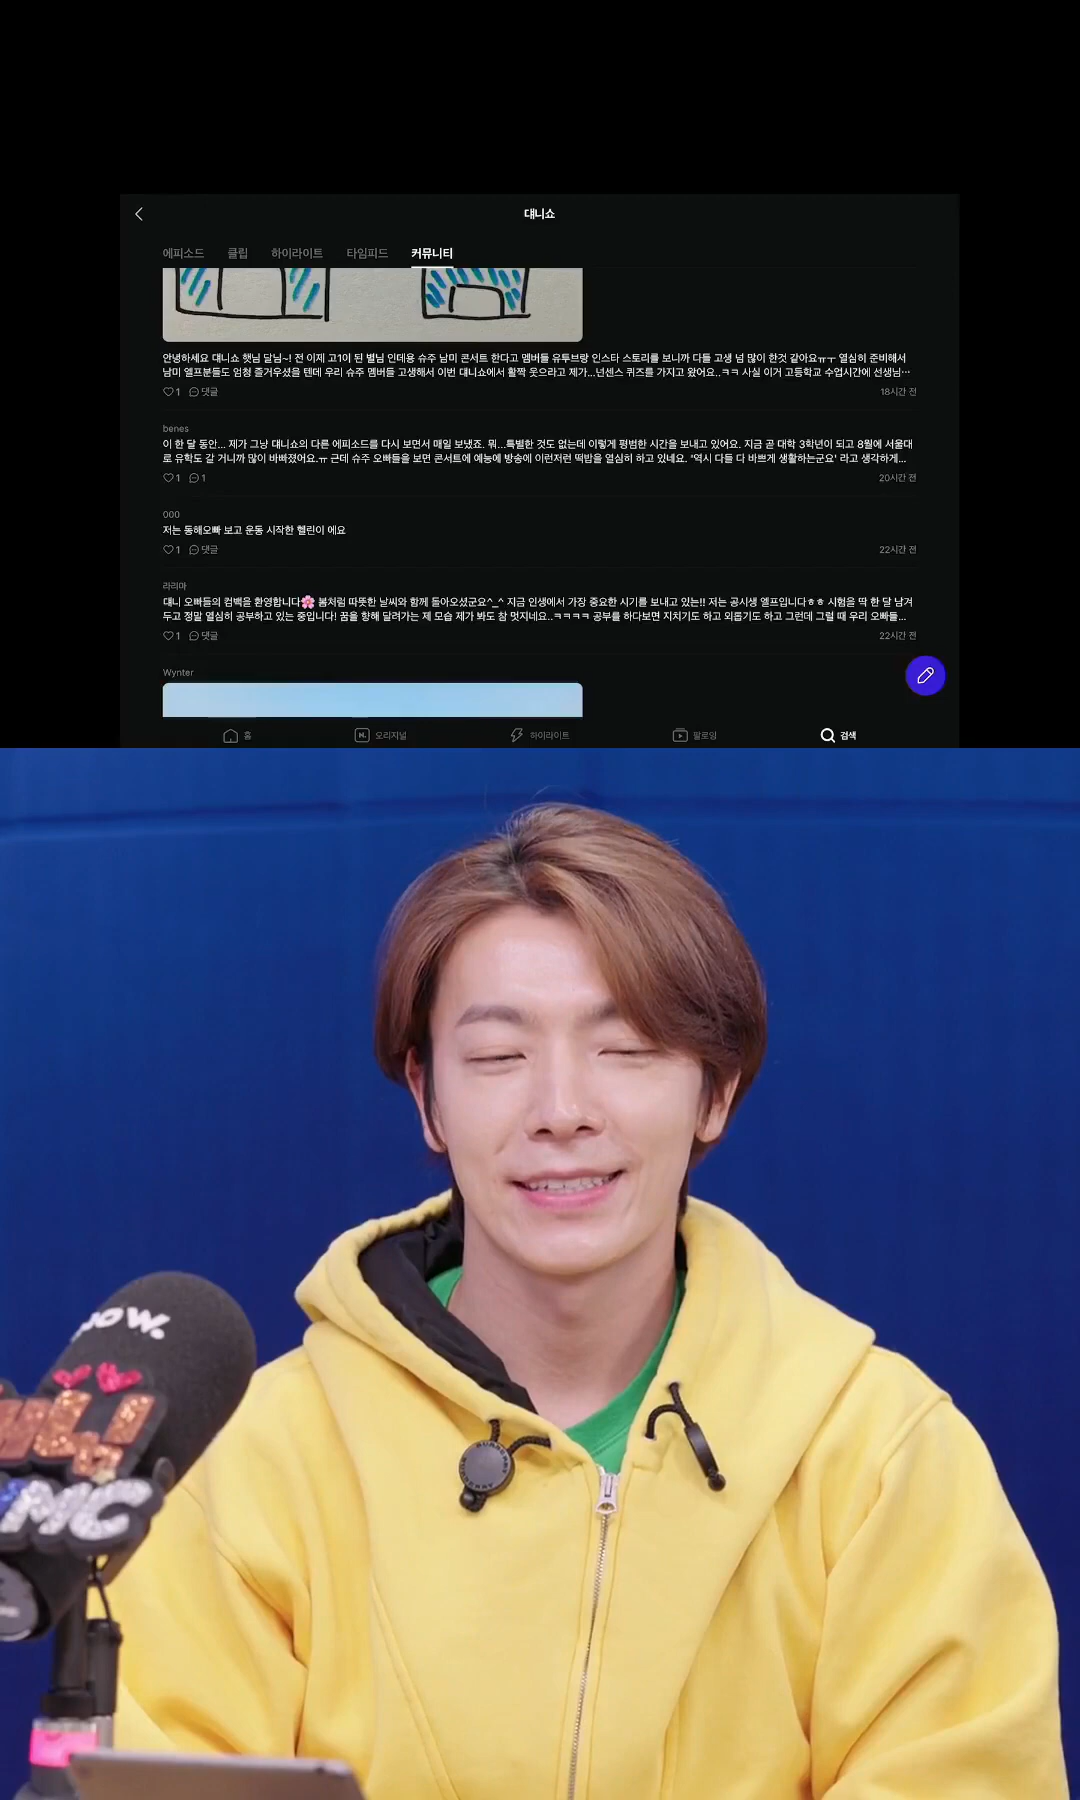 대니쇼
에피소드 클립 하이라이트 타임피드 커뮤니티
안녕하세요 대니쇼 햇님 달님~! 전 이제 고1이 된 별님 인데용 슈주 남미 콘서트 한다고 멤버들 유투브랑 인스타 스토리를 보니까 다들 고생 넘 많이 한것 같아요ㅠㅜ 열심히 준비해서
남미 엘프분들도 엄청 즐거우셨을 텐데 우리 슈주 멤버들 고생해서 이번 대니쇼에서 활짝 웃으라고 제가...넌센스 퀴즈를 가지고 왔어요..ㅋㅋ 사실 이거 고등학교 수업시간에 선생님...
1 댓글 18시간 전
benes
이 한 달 동안... 제가 그냥 대니쇼의 다른 에피소드를 다시 보면서 매일 보냈죠. 뭐...특별한 것도 없는데 이렇게 평범한 시간을 보내고 있어요. 지금 곧 대학 3학년이 되고 8월에 서울대
로 유학도 갈 거니까 많이 바빠졌어요.ㅠ 근데 슈주 오빠들을 보면 콘서트에 예능에 방송에 이런저런 떡밥을 열심히 하고 있네요. '역시 다들 다 바쁘게 생활하는군요' 라고 생각하게...
1 1 20시간 전
000
저는 동해오빠 보고 운동 시작한 헬린이 에요
1 댓글 22시간 전
라리마
대니 오빠들의 컴백을 환영합니다🌸 봄처럼 따뜻한 날씨와 함께 돌아오셨군요^_^ 지금 인생에서 가장 중요한 시기를 보내고 있는!! 저는 공시생 엘프입니다ㅎㅎ 시험을 딱 한 달 남겨
두고 정말 열심히 공부하고 있는 중입니다! 꿈을 향해 달려가는 제 모습 제가 봐도 참 멋지네요..ㅋㅋㅋㅋ 공부를 하다보면 지치기도 하고 외롭기도 하고 그런데 그럴 때 우리 오빠들...
1 댓글 22시간 전
Wynter
홈 오리지널 하이라이트 팔로잉 검색
MC